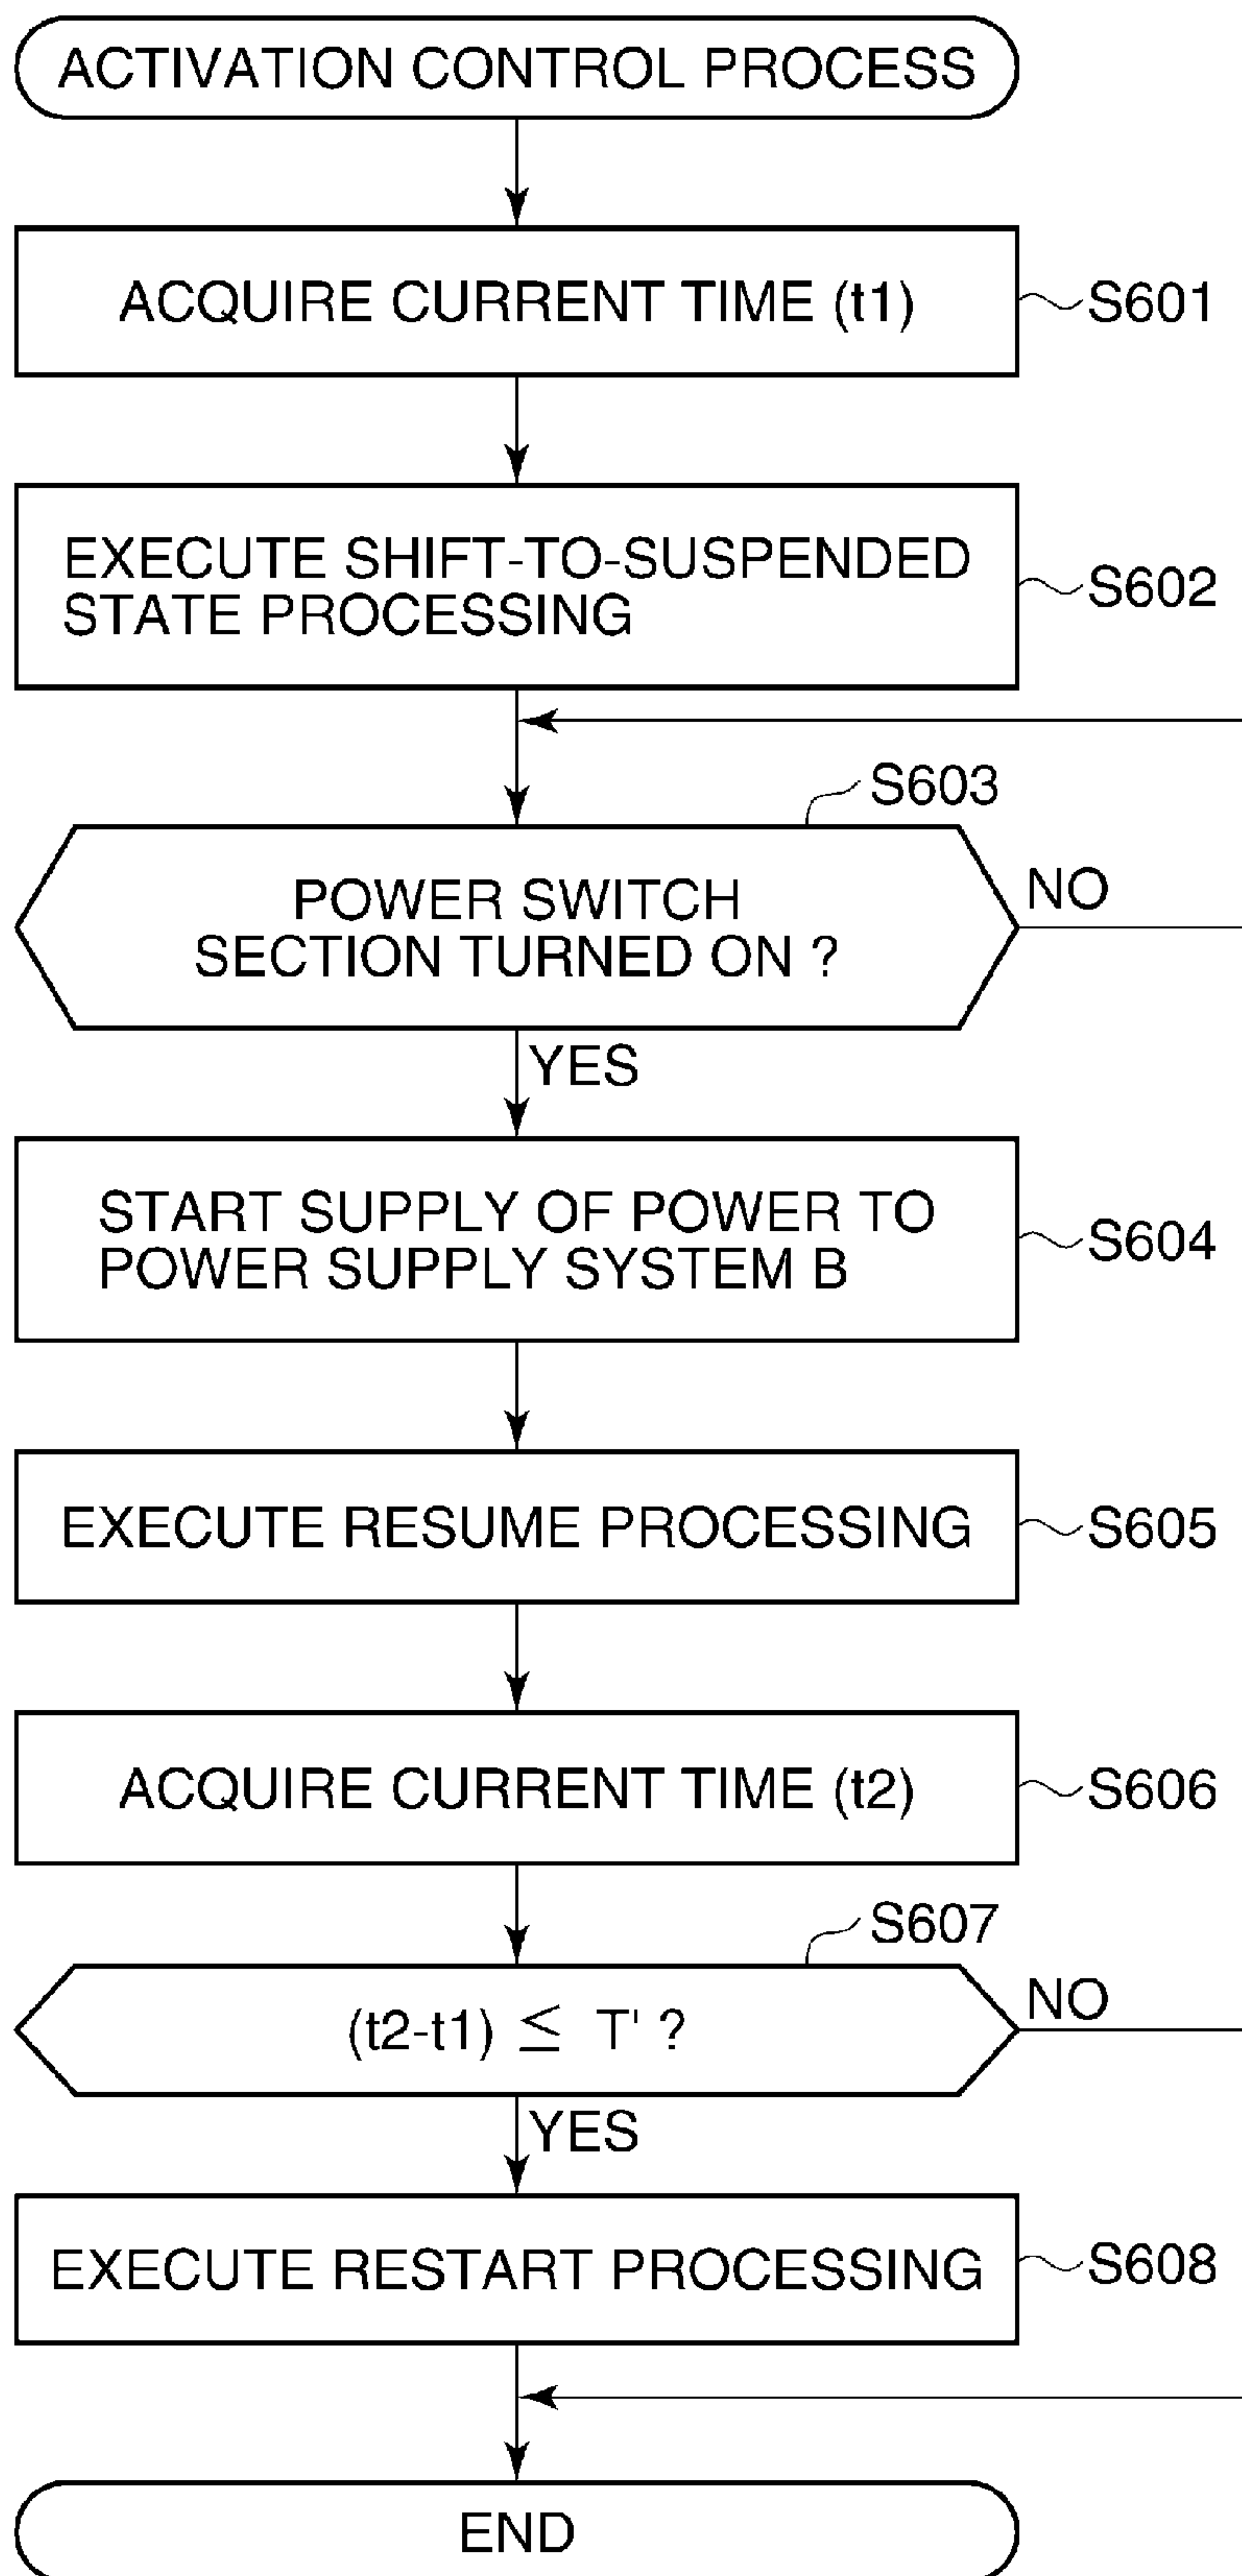 ACTIVATION CONTROL PROCESS
ACQUIRE CURRENT TIME (t1)
S601
EXECUTE SHIFT-TO-SUSPENDED
STATE PROCESSING
S602
S603
POWER SWITCH
SECTION TURNED ON ?
NO
YES
START SUPPLY OF POWER TO
POWER SUPPLY SYSTEM B
S604
EXECUTE RESUME PROCESSING
S605
ACQUIRE CURRENT TIME (t2)
S606
S607
(t2-t1) ≦ T' ?
NO
YES
EXECUTE RESTART PROCESSING
S608
END